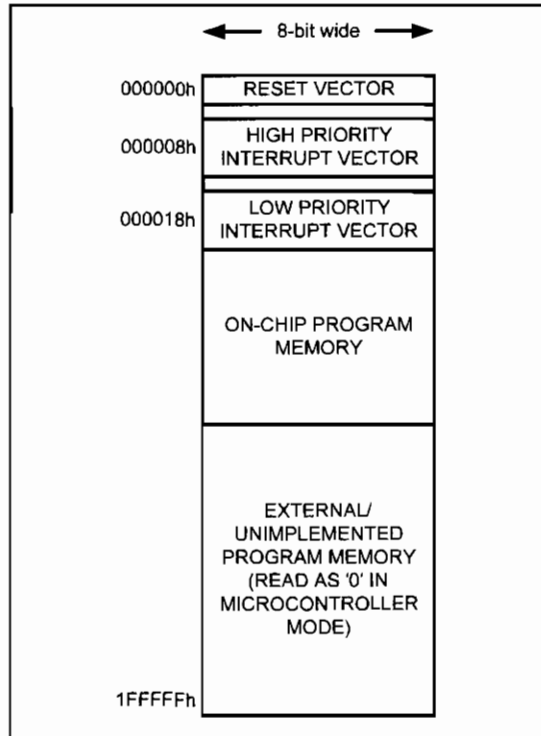 8-bit wide
000000h
RESET VECTOR
000008h
HIGH PRIORITY
INTERRUPT VECTOR
000018h
LOW PRIORITY
INTERRUPT VECTOR
ON-CHIP PROGRAM
MEMORY
EXTERNAL/
UNIMPLEMENTED
PROGRAM MEMORY
(READ AS '0' IN
MICROCONTROLLER
MODE)
1FFFFFh